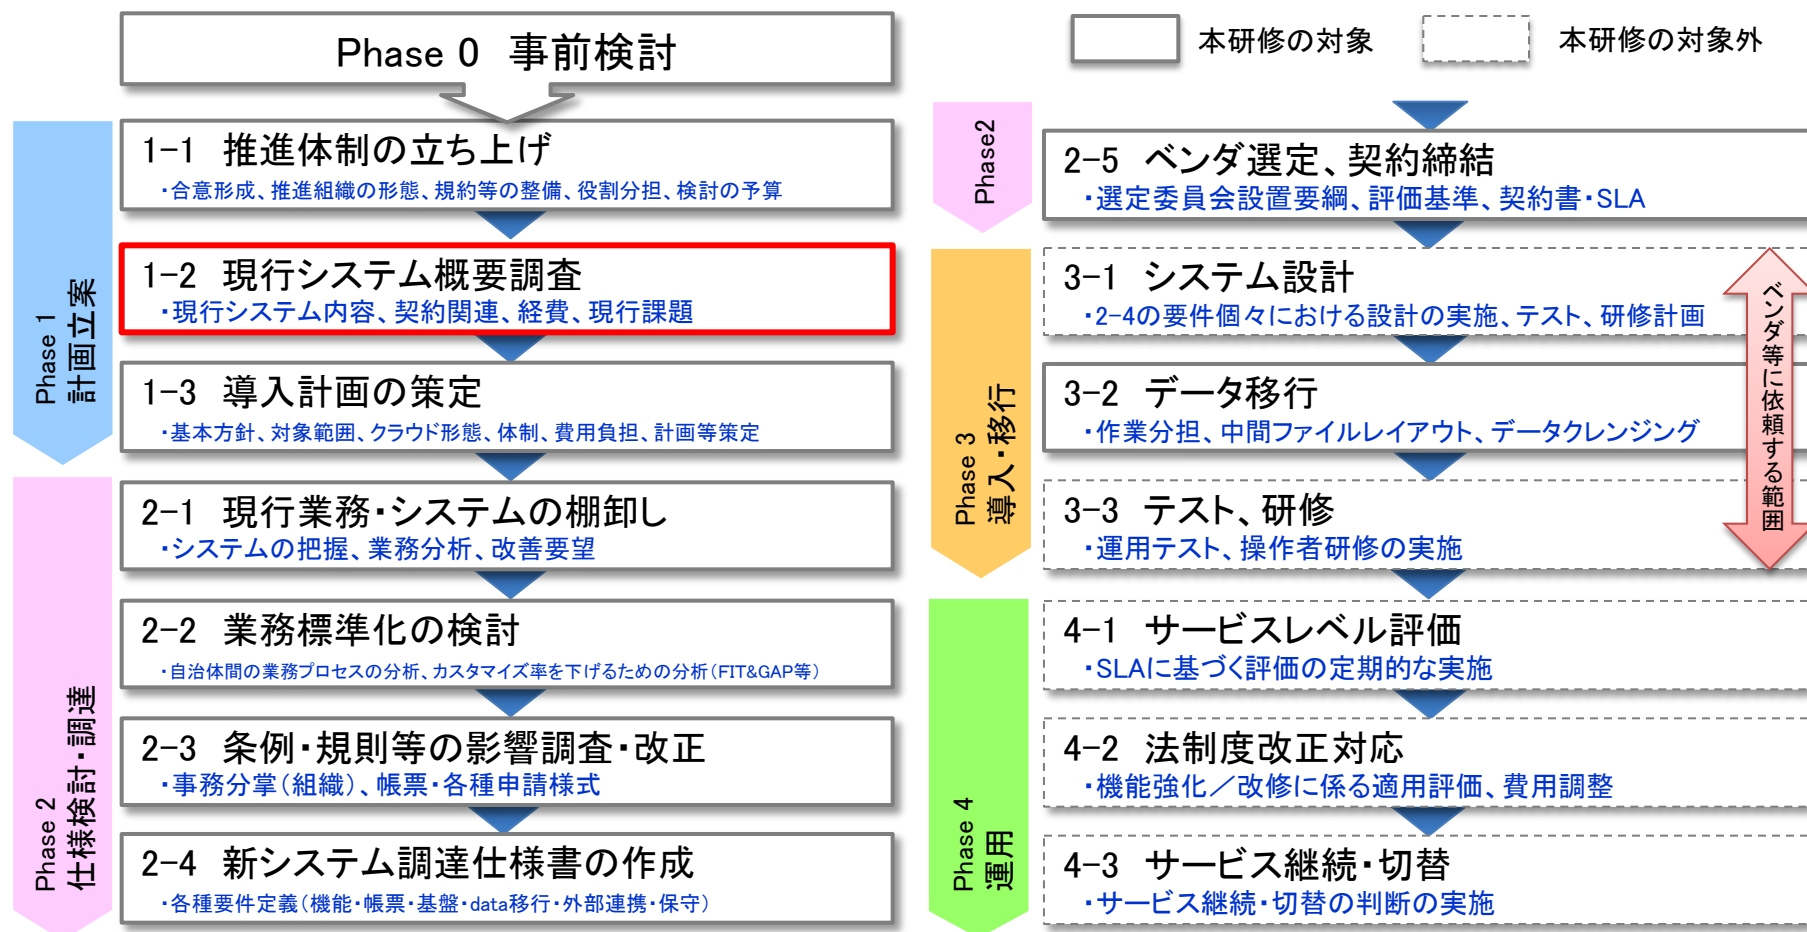 Phase 0 事前検討
本研修の対象
本研修の対象外
Phase 1
計画立案
1-1 推進体制の立ち上げ
・合意形成、推進組織の形態、規約等の整備、役割分担、検討の予算
1-2 現行システム概要調査
・現行システム内容、契約関連、経費、現行課題
1-3 導入計画の策定
・基本方針、対象範囲、クラウド形態、体制、費用負担、計画等策定
Phase 2
仕様検討・調達
2-1 現行業務・システムの棚卸し
・システムの把握、業務分析、改善要望
2-2 業務標準化の検討
・自治体間の業務プロセスの分析、カスタマイズ率を下げるための分析(FIT&GAP等)
2-3 条例・規則等の影響調査・改正
・事務分掌(組織)、帳票・各種申請様式
2-4 新システム調達仕様書の作成
・各種要件定義(機能・帳票・基盤・data移行・外部連携・保守)
Phase2
2-5 ベンダ選定、契約締結
・選定委員会設置要綱、評価基準、契約書・SLA
Phase 3
導入・移行
3-1 システム設計
・2-4の要件個々における設計の実施、テスト、研修計画
3-2 データ移行
・作業分担、中間ファイルレイアウト、データクレンジング
3-3 テスト、研修
・運用テスト、操作者研修の実施
ベンダ等に依頼する範囲
Phase 4
運用
4-1 サービスレベル評価
・SLAに基づく評価の定期的な実施
4-2 法制度改正対応
・機能強化／改修に係る適用評価、費用調整
4-3 サービス継続・切替
・サービス継続・切替の判断の実施